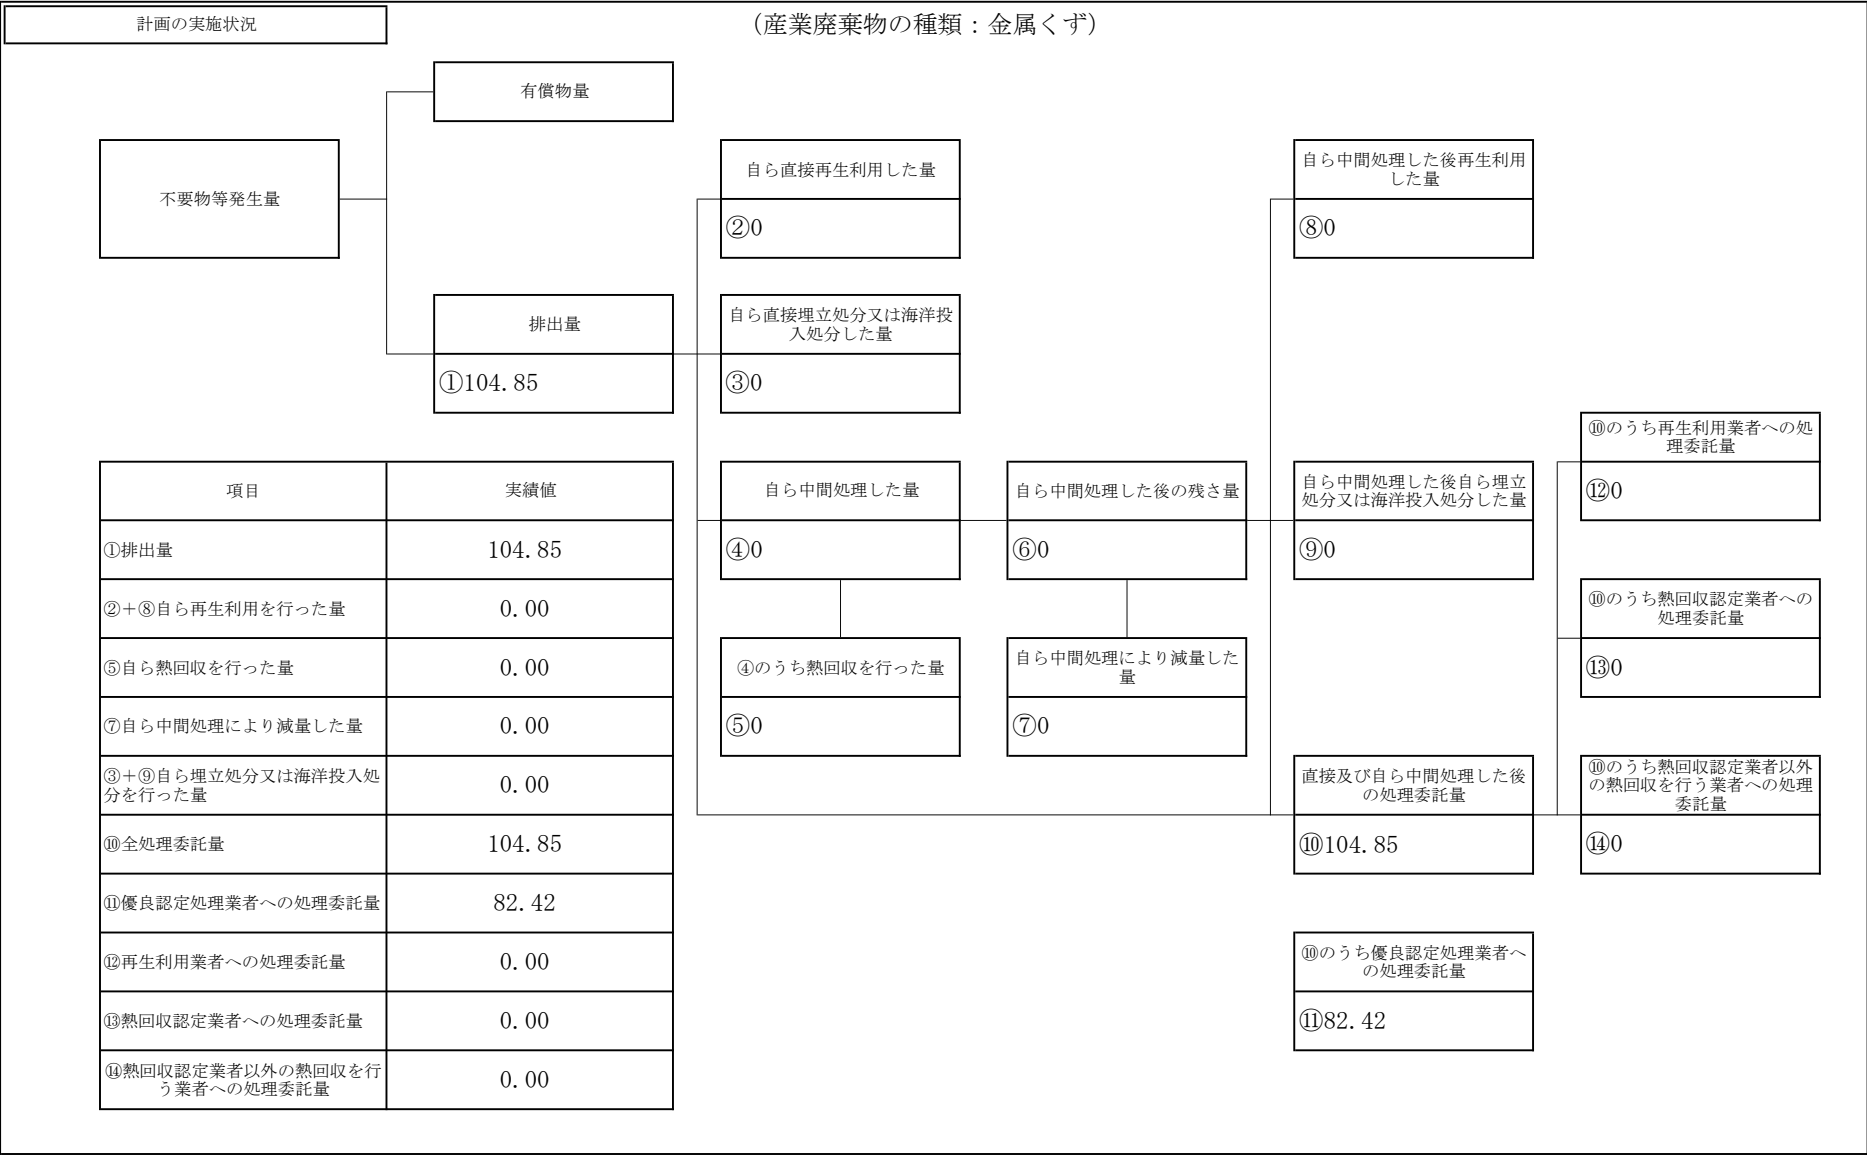 計画の実施状況
（産業廃棄物の種類：金属くず）
有償物量
不要物等発生量
自ら直接再生利用した量
②0
自ら中間処理した後再生利用
した量
⑧0
排出量
①104.85
自ら直接埋立処分又は海洋投
入処分した量
③0
⑩のうち再生利用業者への処
理委託量
⑫0
自ら中間処理した量
④0
自ら中間処理した後の残さ量
⑥0
自ら中間処理した後自ら埋立
処分又は海洋投入処分した量
⑨0
⑩のうち熱回収認定業者への
処理委託量
⑬0
④のうち熱回収を行った量
⑤0
自ら中間処理により減量した
量
⑦0
直接及び自ら中間処理した後
の処理委託量
⑩104.85
⑩のうち熱回収認定業者以外
の熱回収を行う業者への処理
委託量
⑭0
⑩のうち優良認定処理業者へ
の処理委託量
⑪82.42
項目 実績値
①排出量 104.85
②＋⑧自ら再生利用を行った量 0.00
⑤自ら熱回収を行った量 0.00
⑦自ら中間処理により減量した量 0.00
③＋⑨自ら埋立処分又は海洋投入処
分を行った量 0.00
⑩全処理委託量 104.85
⑪優良認定処理業者への処理委託量 82.42
⑫再生利用業者への処理委託量 0.00
⑬熱回収認定業者への処理委託量 0.00
⑭熱回収認定業者以外の熱回収を行
う業者への処理委託量 0.00